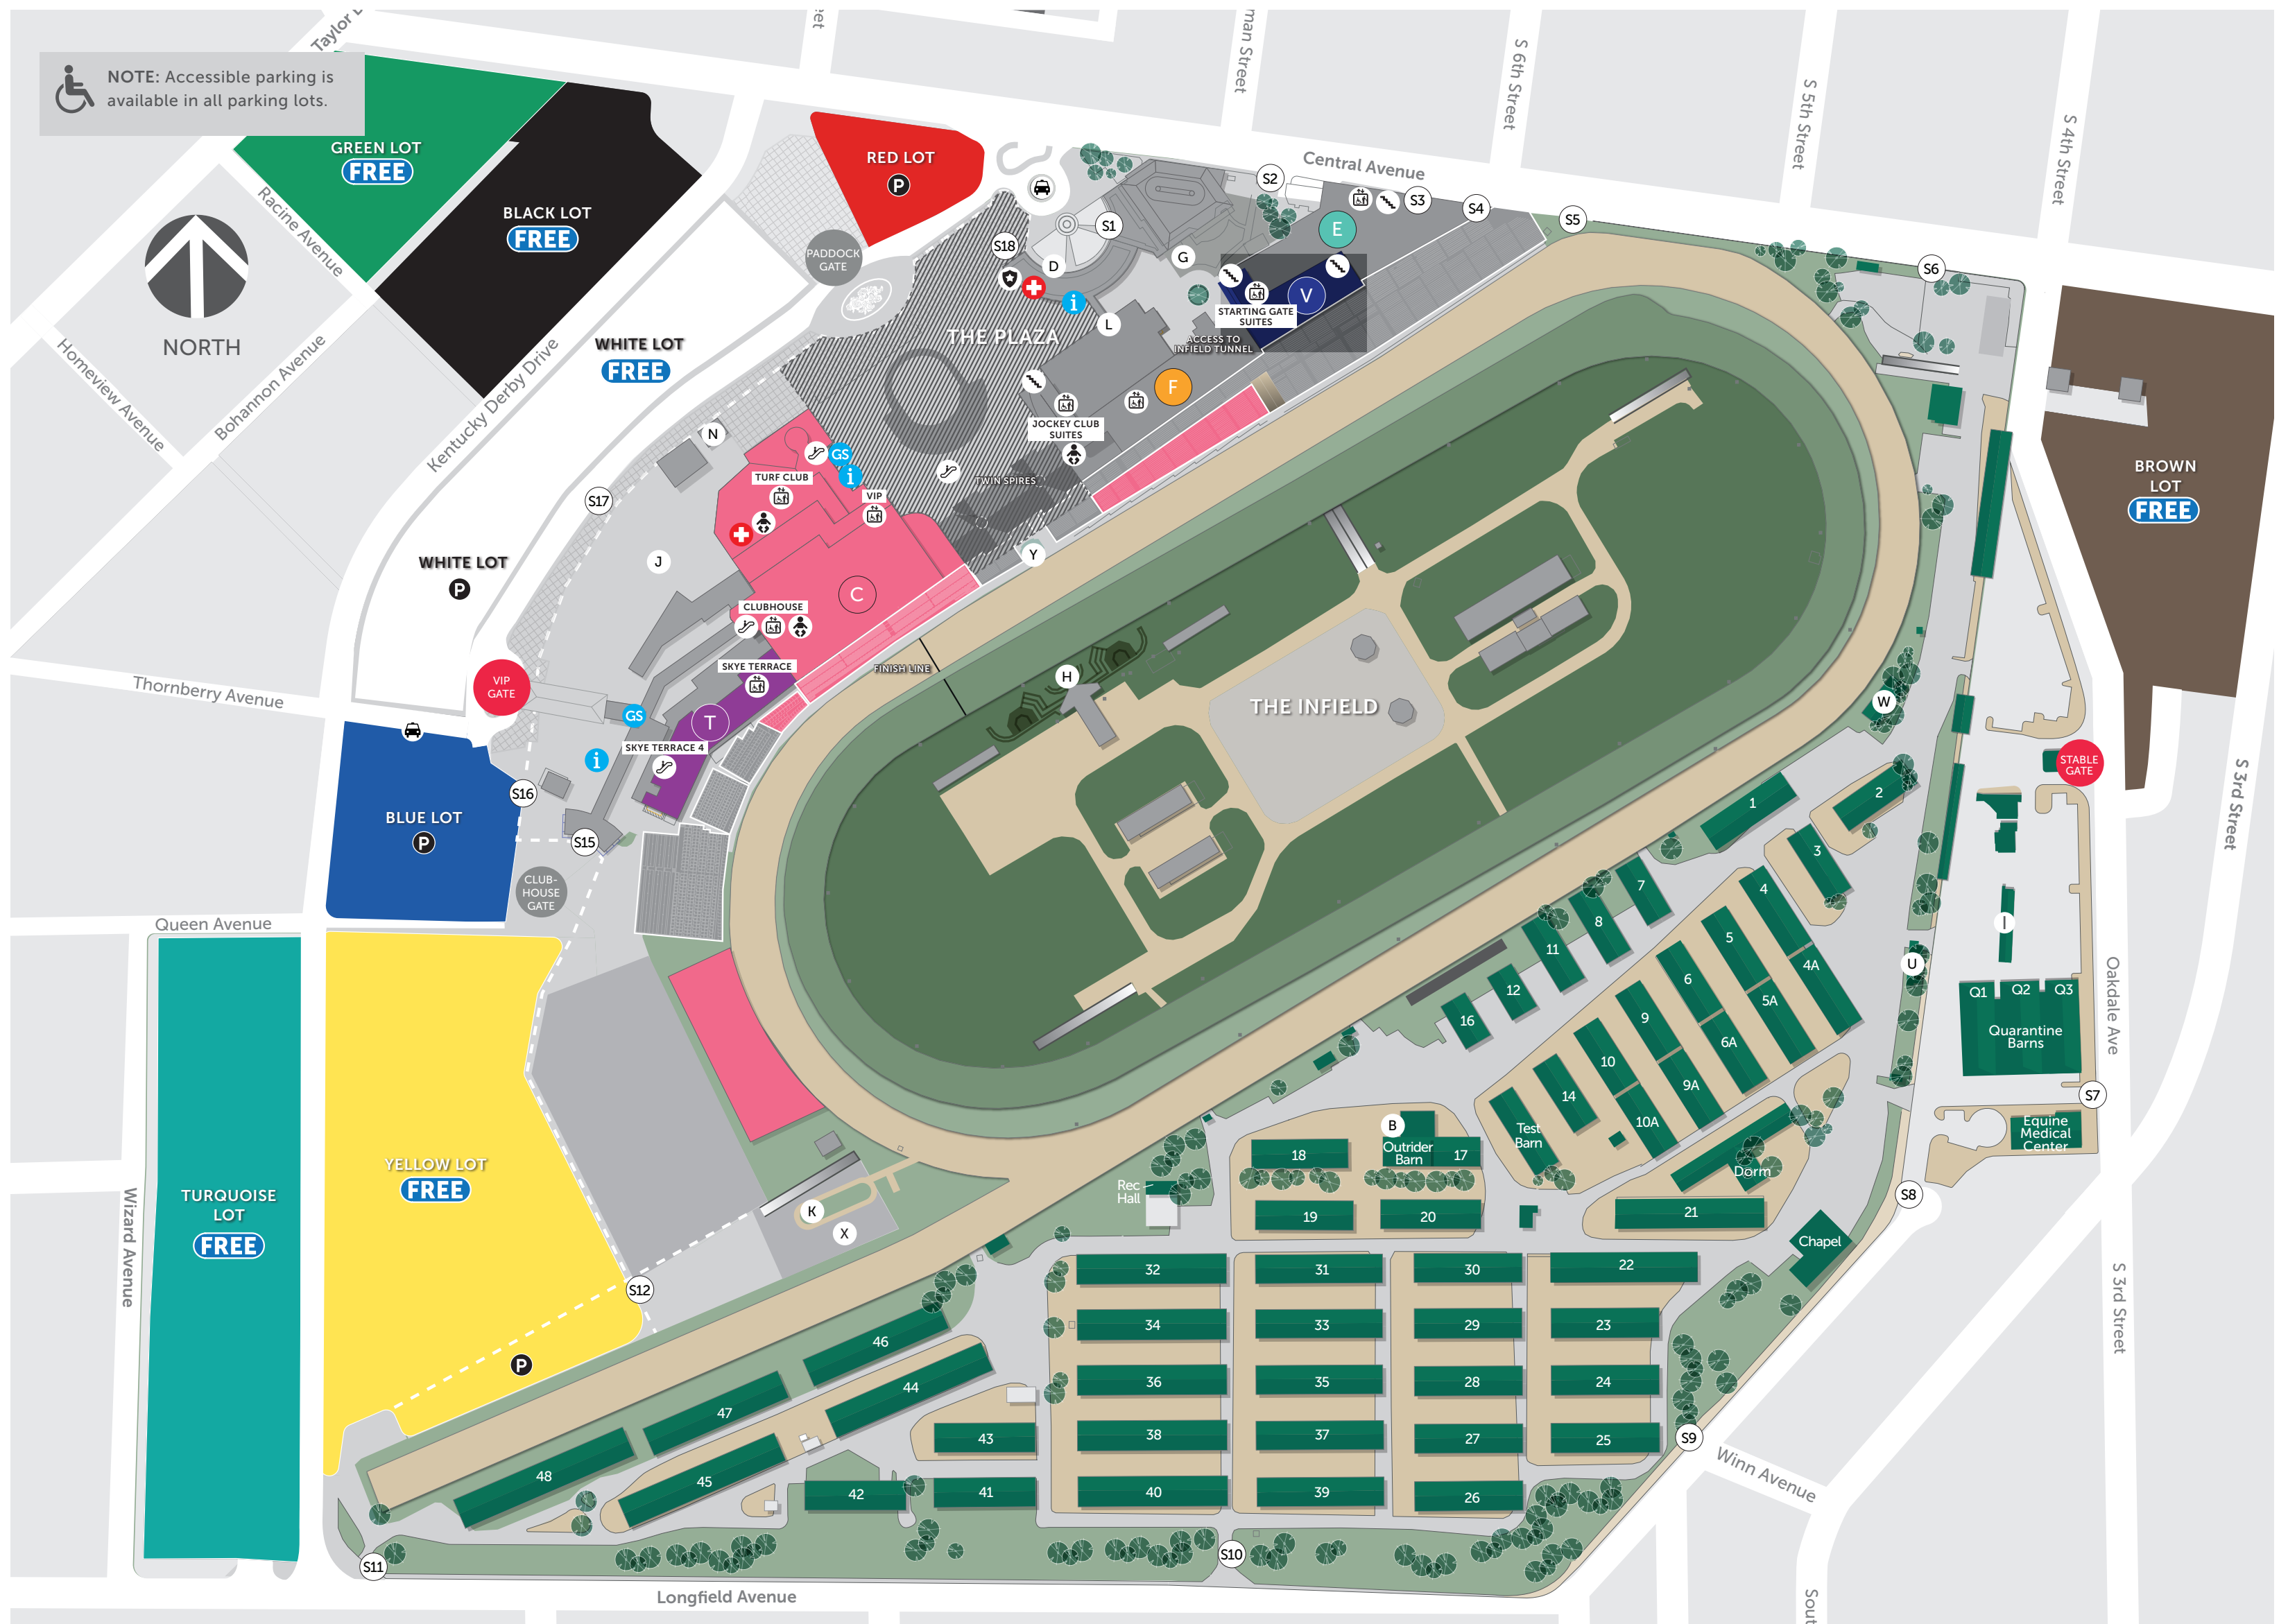 Taylor
NOTE: Accessible parking is
available in all parking lots.
GREEN LOT
FREE
BLACK LOT
FREE
RED LOT
P
PADDOCK
GATE
WHITE LOT
FREE
WHITE LOT
P
NORTH
Racine Avenue
Homeview Avenue
Bohannon Avenue
Kentucky Derby Drive
Thornberry Avenue
Queen Avenue
Wizard Avenue
Longfield Avenue
Central Avenue
S 6th Street
S 5th Street
S 4th Street
S 3rd Street
S 3rd Street
Oakdale Ave
Winn Avenue
man Street
et
Sout
S1
S2
S3
S4
S5
S6
S7
S8
S9
S10
S11
S12
S15
S16
S17
S18
E
D
G
L
V
STARTING GATE
SUITES
ACCESS TO
INFIELD TUNNEL
THE PLAZA
i
F
JOCKEY CLUB
SUITES
TWIN SPIRES
N
GS
i
TURF CLUB
VIP
J
Y
C
CLUBHOUSE
FINISH LINE
SKYE TERRACE
T
SKYE TERRACE 4
VIP
GATE
GS
i
BLUE LOT
P
CLUB-
HOUSE
GATE
H
THE INFIELD
BROWN
LOT
FREE
W
STABLE
GATE
U
I
Q1
Q2
Q3
Quarantine
Barns
Equine
Medical
Center
TURQUOISE
LOT
FREE
YELLOW LOT
FREE
P
K
X
B
Outrider
Barn
17
Test
Barn
Dorm
Rec
Hall
Chapel
1
2
3
4
4A
5
5A
6
6A
7
8
9
9A
10
10A
11
12
14
16
18
19
20
21
22
23
24
25
26
27
28
29
30
31
32
33
34
35
36
37
38
39
40
41
42
43
44
45
46
47
48